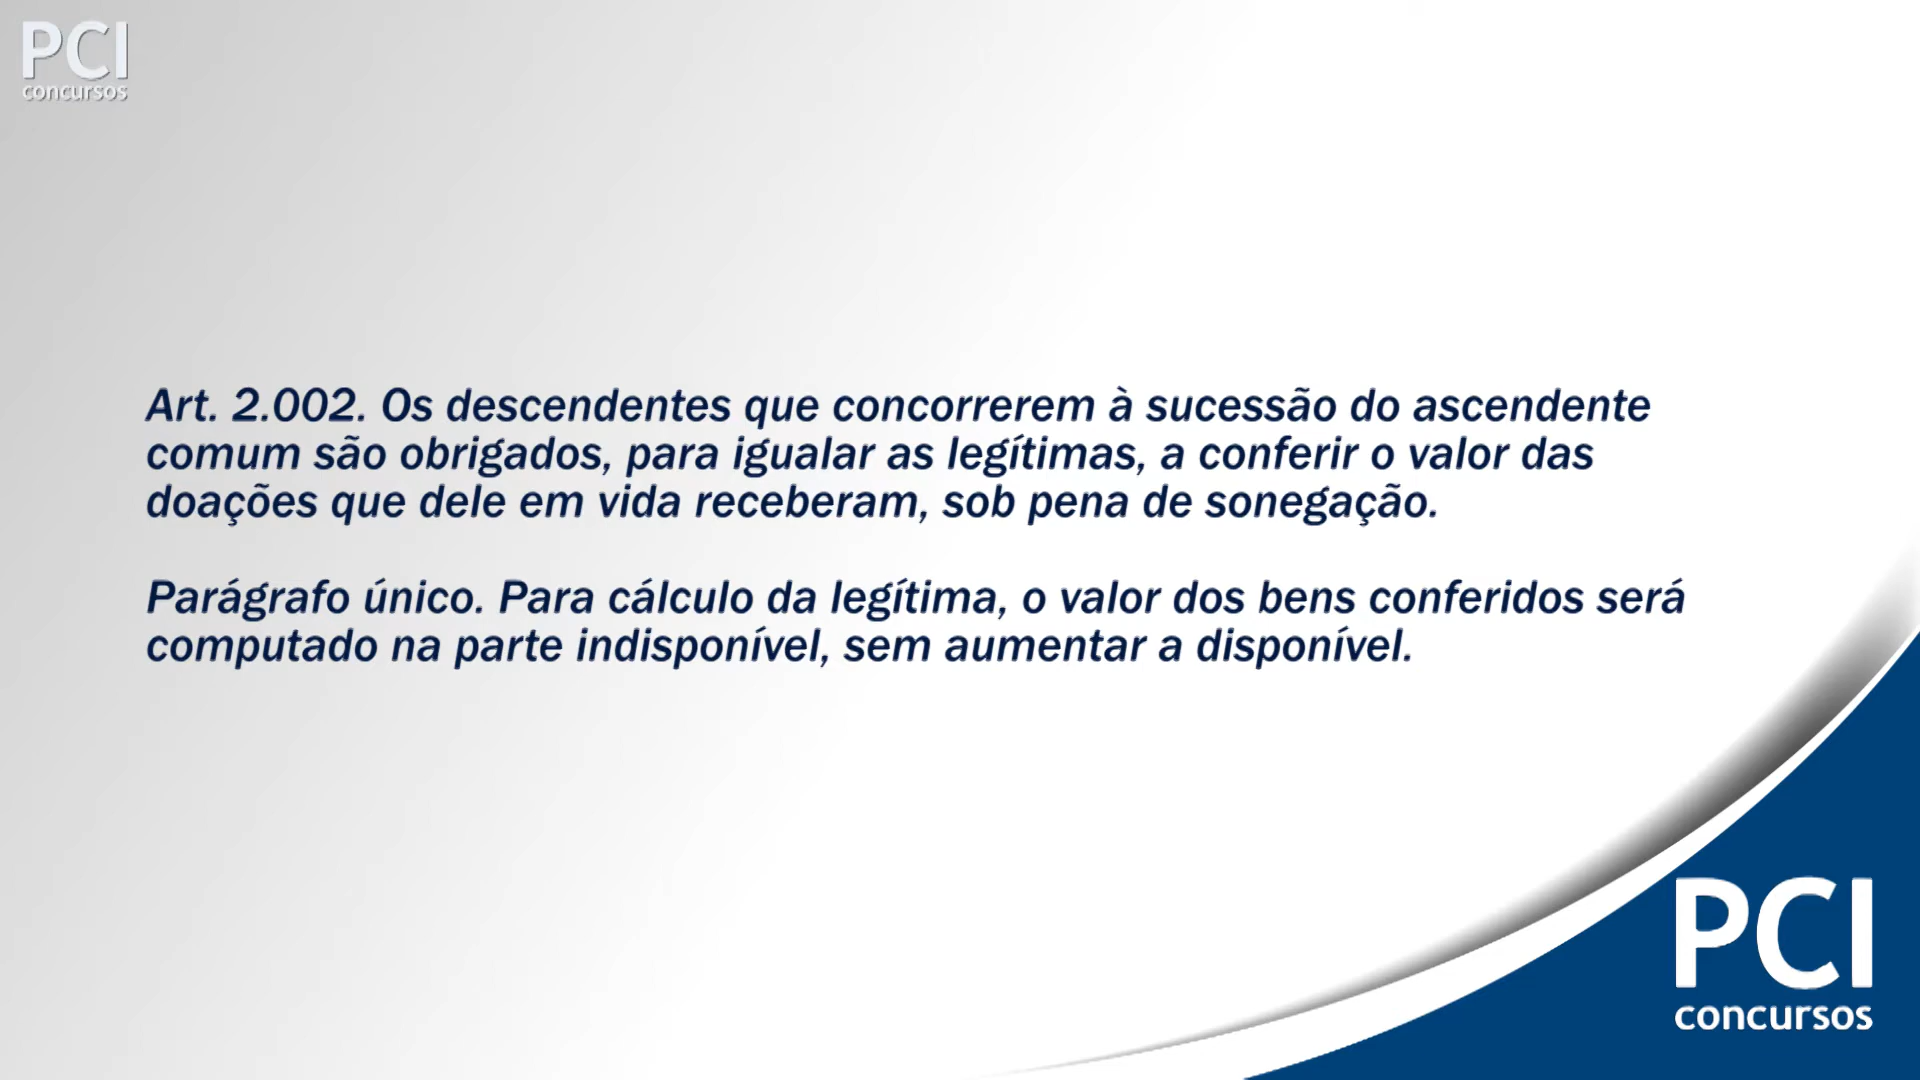 PCI
concursos
Art. 2.002. Os descendentes que concorrerem à sucessão do ascendente
comum são obrigados, para igualar as legítimas, a conferir o valor das
doações que dele em vida receberam, sob pena de sonegação.
Parágrafo único. Para cálculo da legítima, o valor dos bens conferidos será
computado na parte indisponível, sem aumentar a disponível.
PCI
concursos